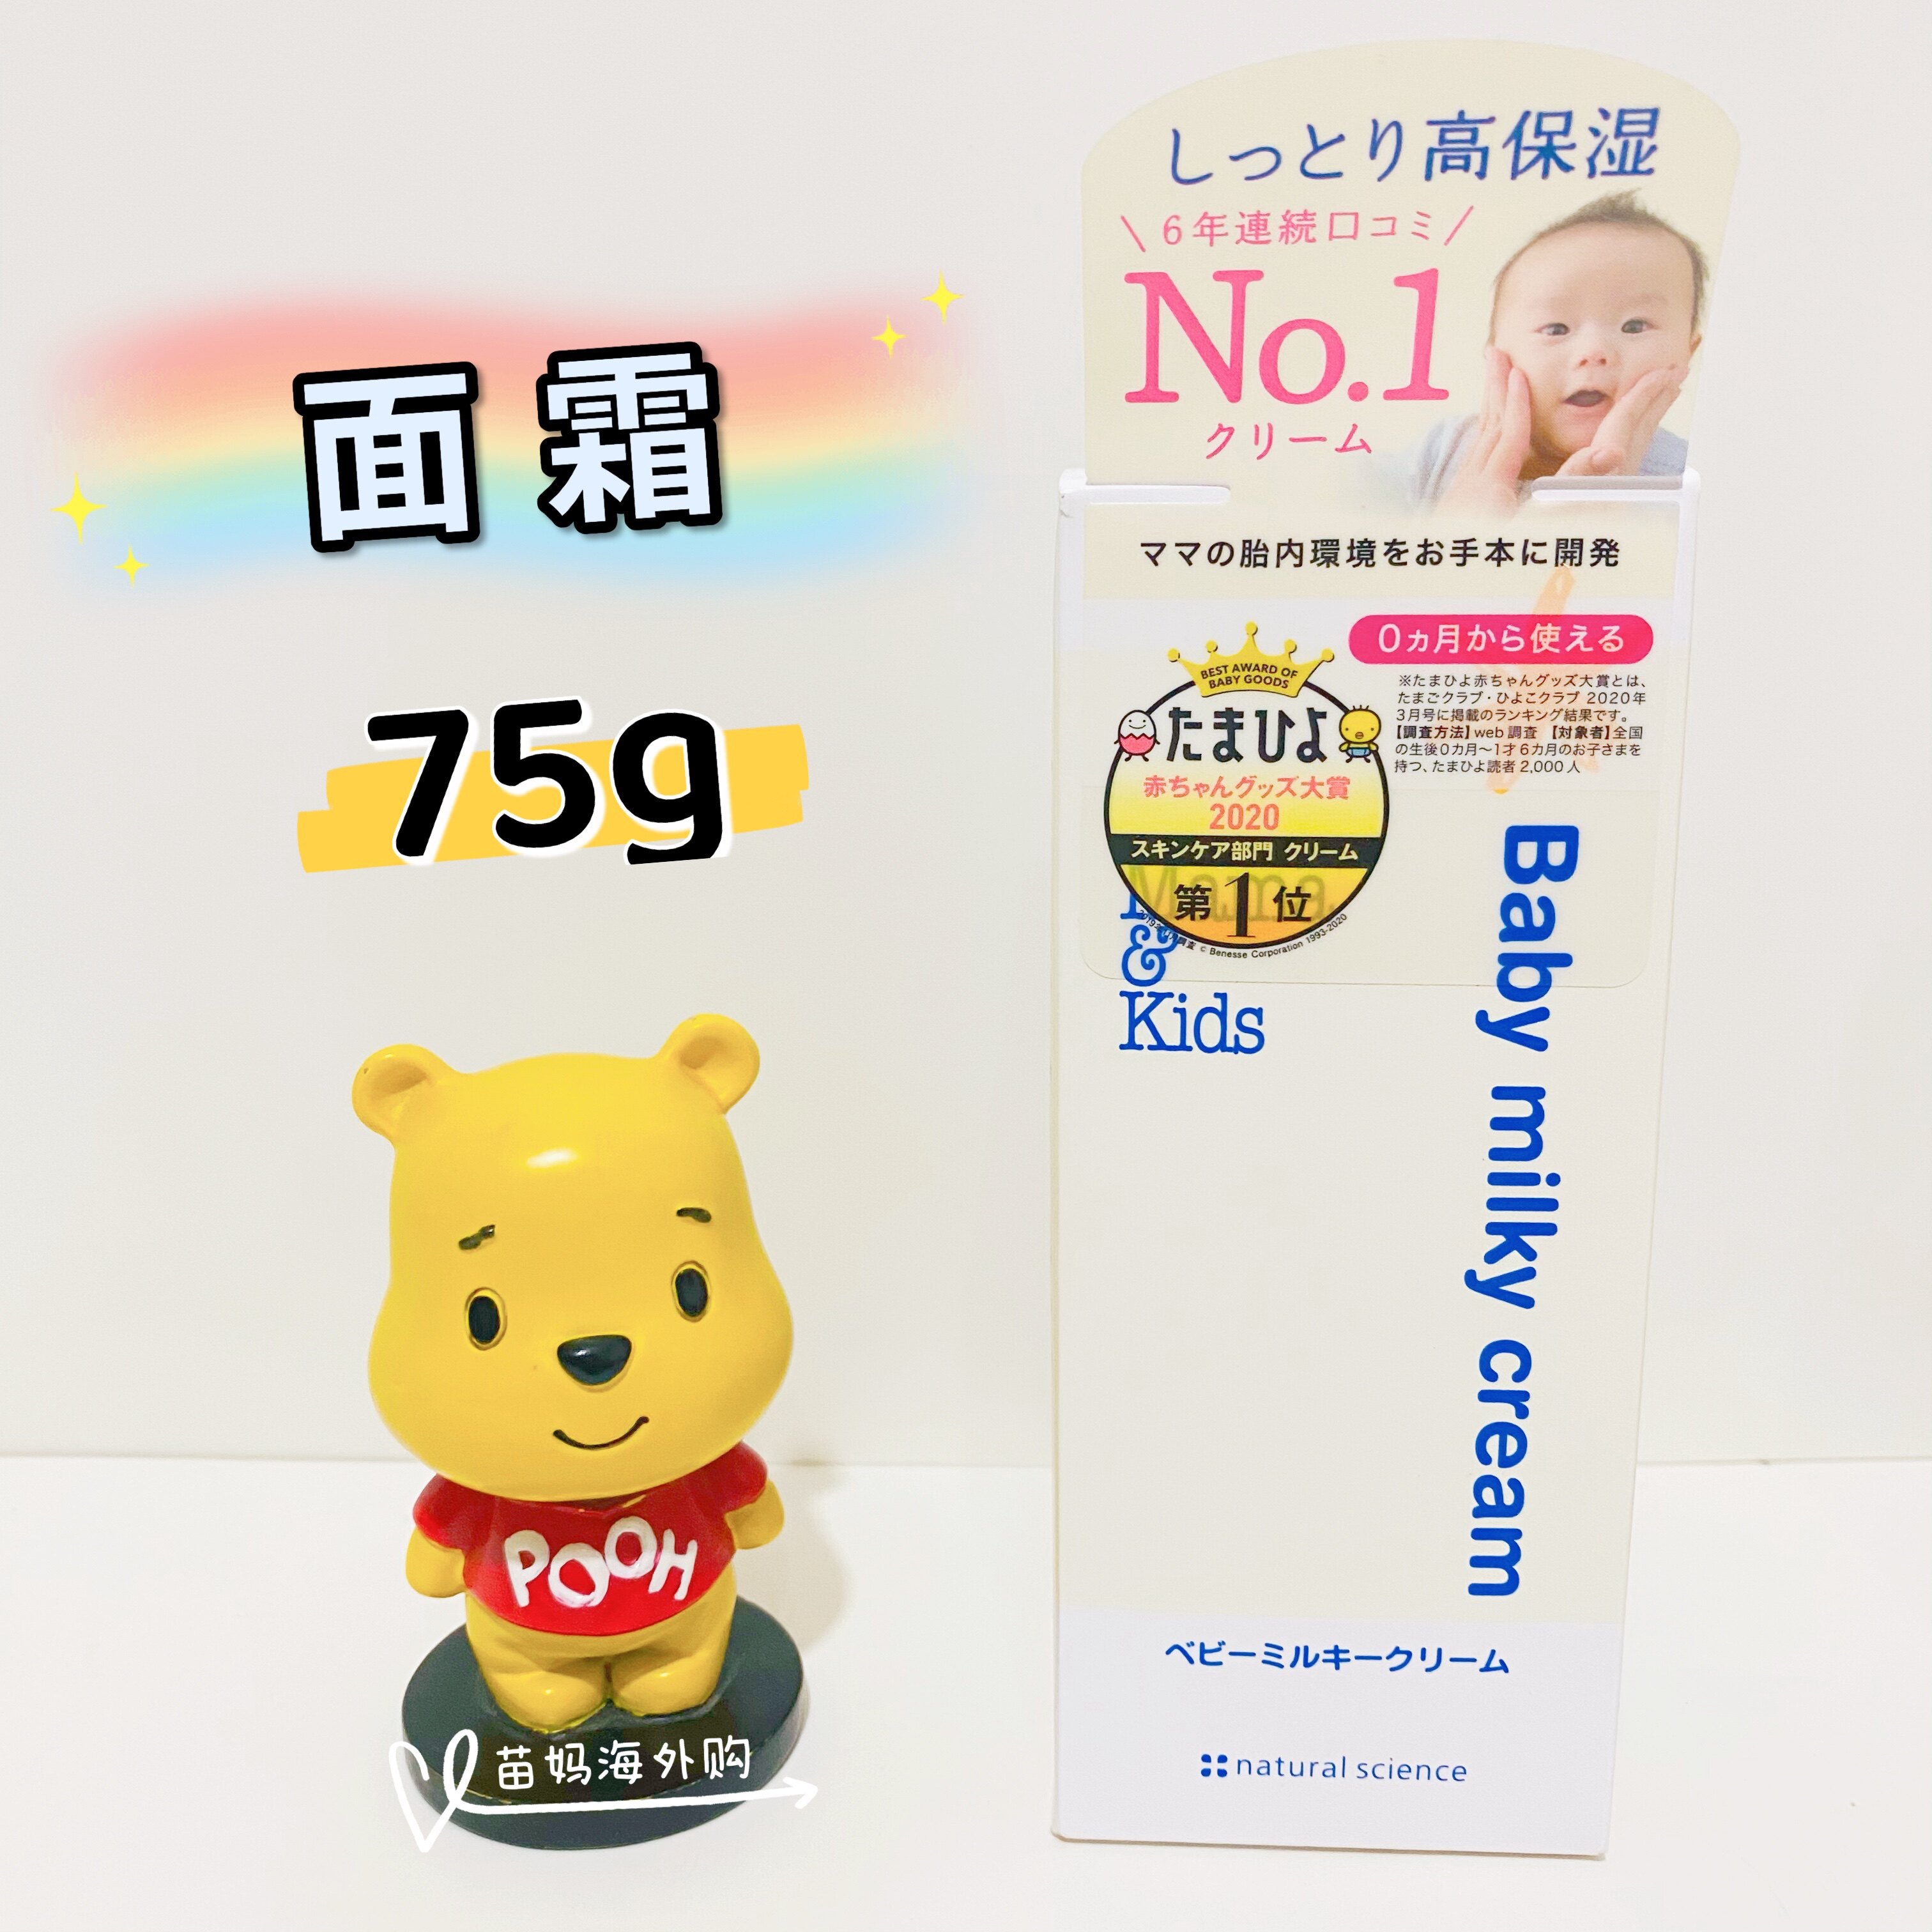 面霜
75g
POOH
苗妈海外购
しっとり高保湿
6年連続口コミ
No.1
クリーム
ママの胎内環境をお手本に開発
0ヵ月から使える
※たまひよ赤ちゃんグッズ大賞とは、
たまごクラブ・ひよこクラブ 2020年
3月号に掲載のランキング結果です。
【調査方法】web調査 【対象者】全国
の生後0カ月〜1才6カ月のお子さまを
持つ、たまひよ読者2,000人
BEST AWARD OF
BABY GOODS
たまひよ
赤ちゃんグッズ大賞
2020
スキンケア部門 クリーム
第1位
調査 c Benesse Corporation 1993-2020
Mama
&
Kids
Baby milky cream
ベビーミルキークリーム
natural science